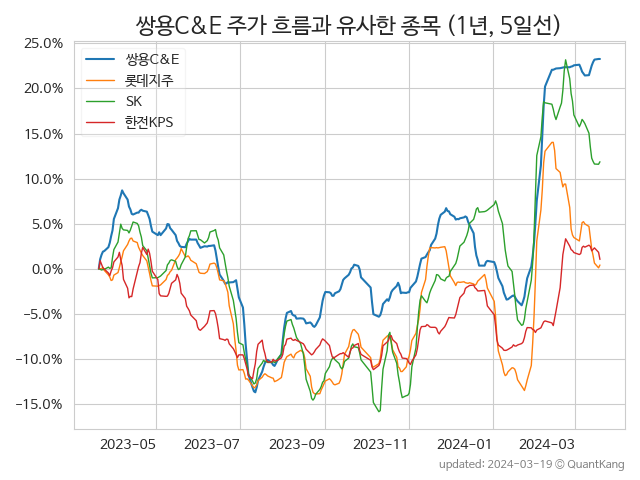 쌍용C&E 주가 흐름과 유사한 종목 (1년, 5일선)
25.0%
20.0%
15.0%
10.0%
5.0%
0.0%
−5.0%
−10.0%
−15.0%
쌍용C&E
롯데지주
SK
한전KPS
2023-05
2023-07
2023-09
2023-11
2024-01
2024-03
updated: 2024-03-19 © QuantKang